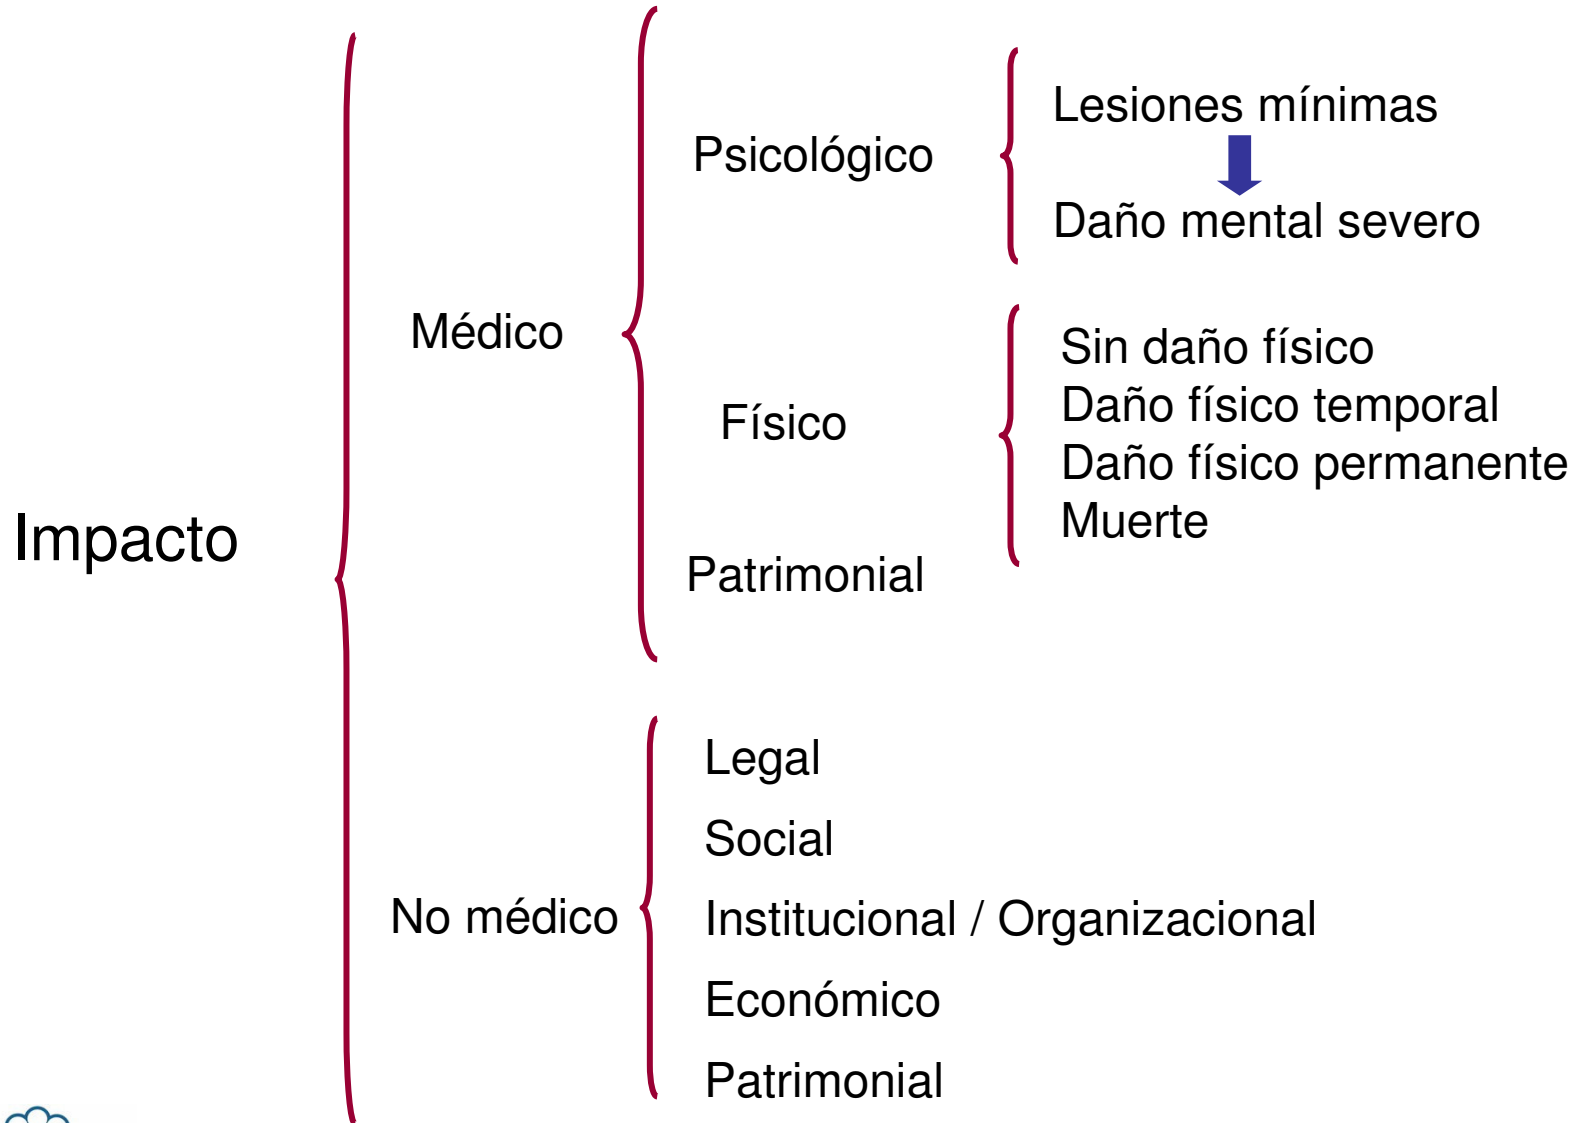 Impacto
Médico
Psicológico
Lesiones mínimas
Daño mental severo
Físico
Sin daño físico
Daño físico temporal
Daño físico permanente
Muerte
Patrimonial
No médico
Legal
Social
Institucional / Organizacional
Económico
Patrimonial